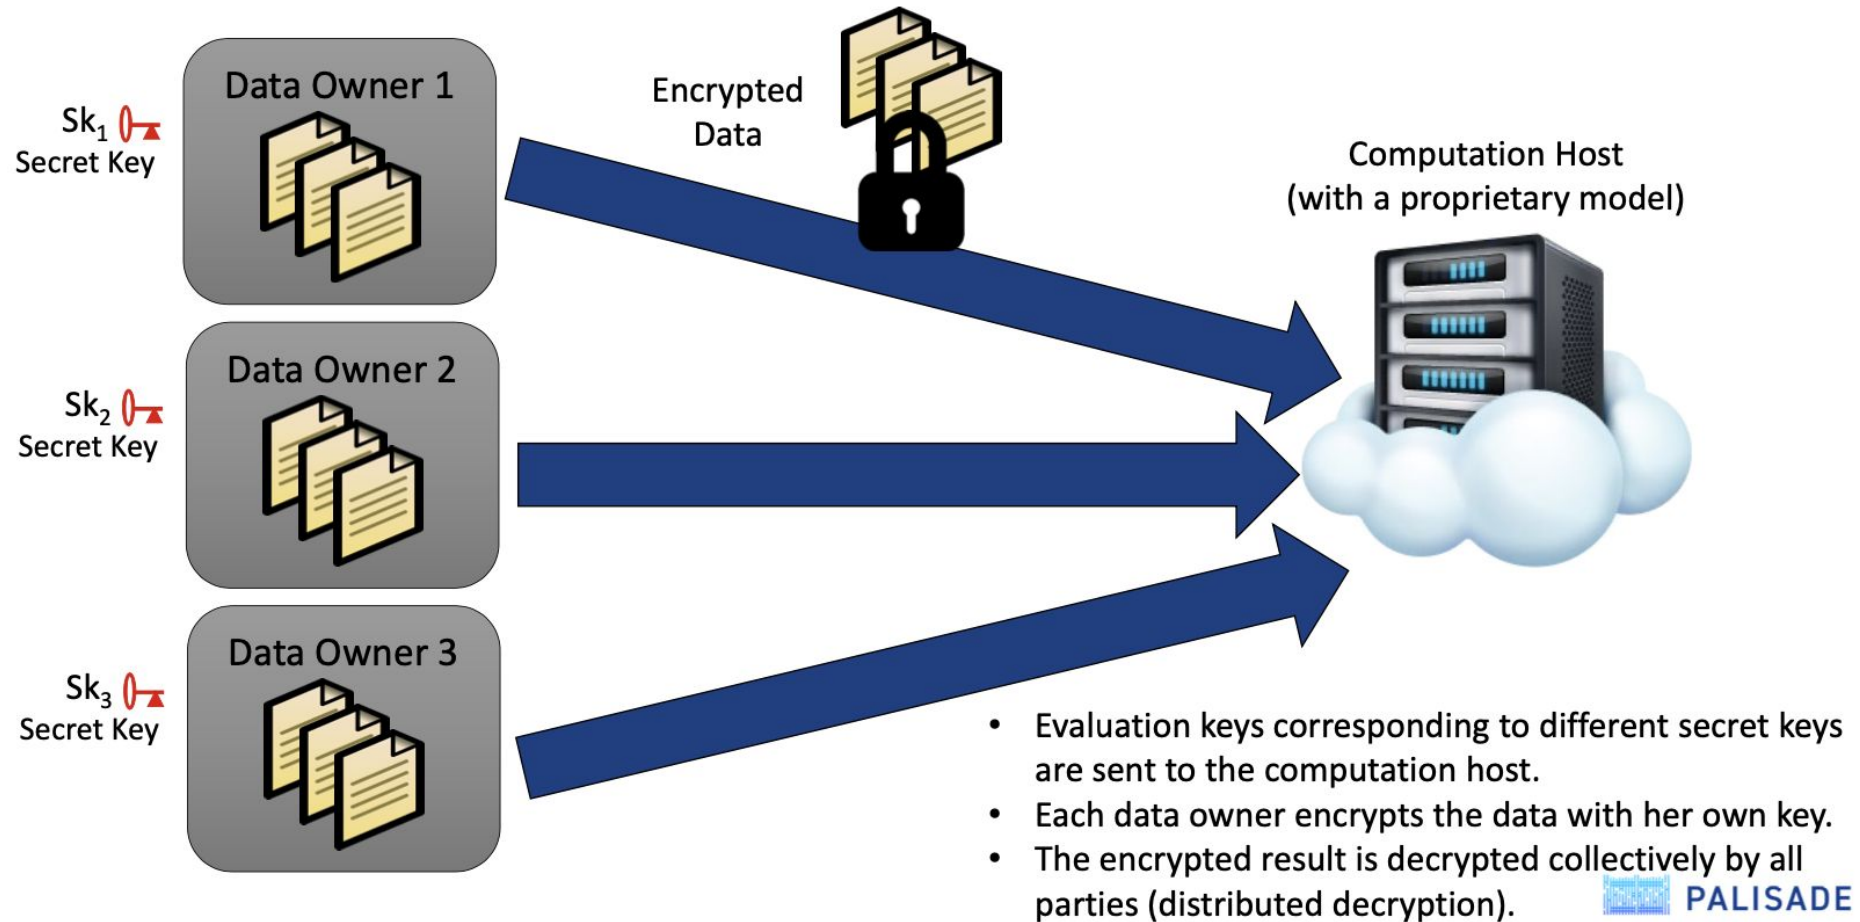 Data Owner 1
Sk₁
Secret Key
Encrypted
Data
Computation Host
(with a proprietary model)
Data Owner 2
Sk₂
Secret Key
Data Owner 3
Sk₃
Secret Key
• Evaluation keys corresponding to different secret keys
are sent to the computation host.
• Each data owner encrypts the data with her own key.
• The encrypted result is decrypted collectively by all
parties (distributed decryption).
PALISADE